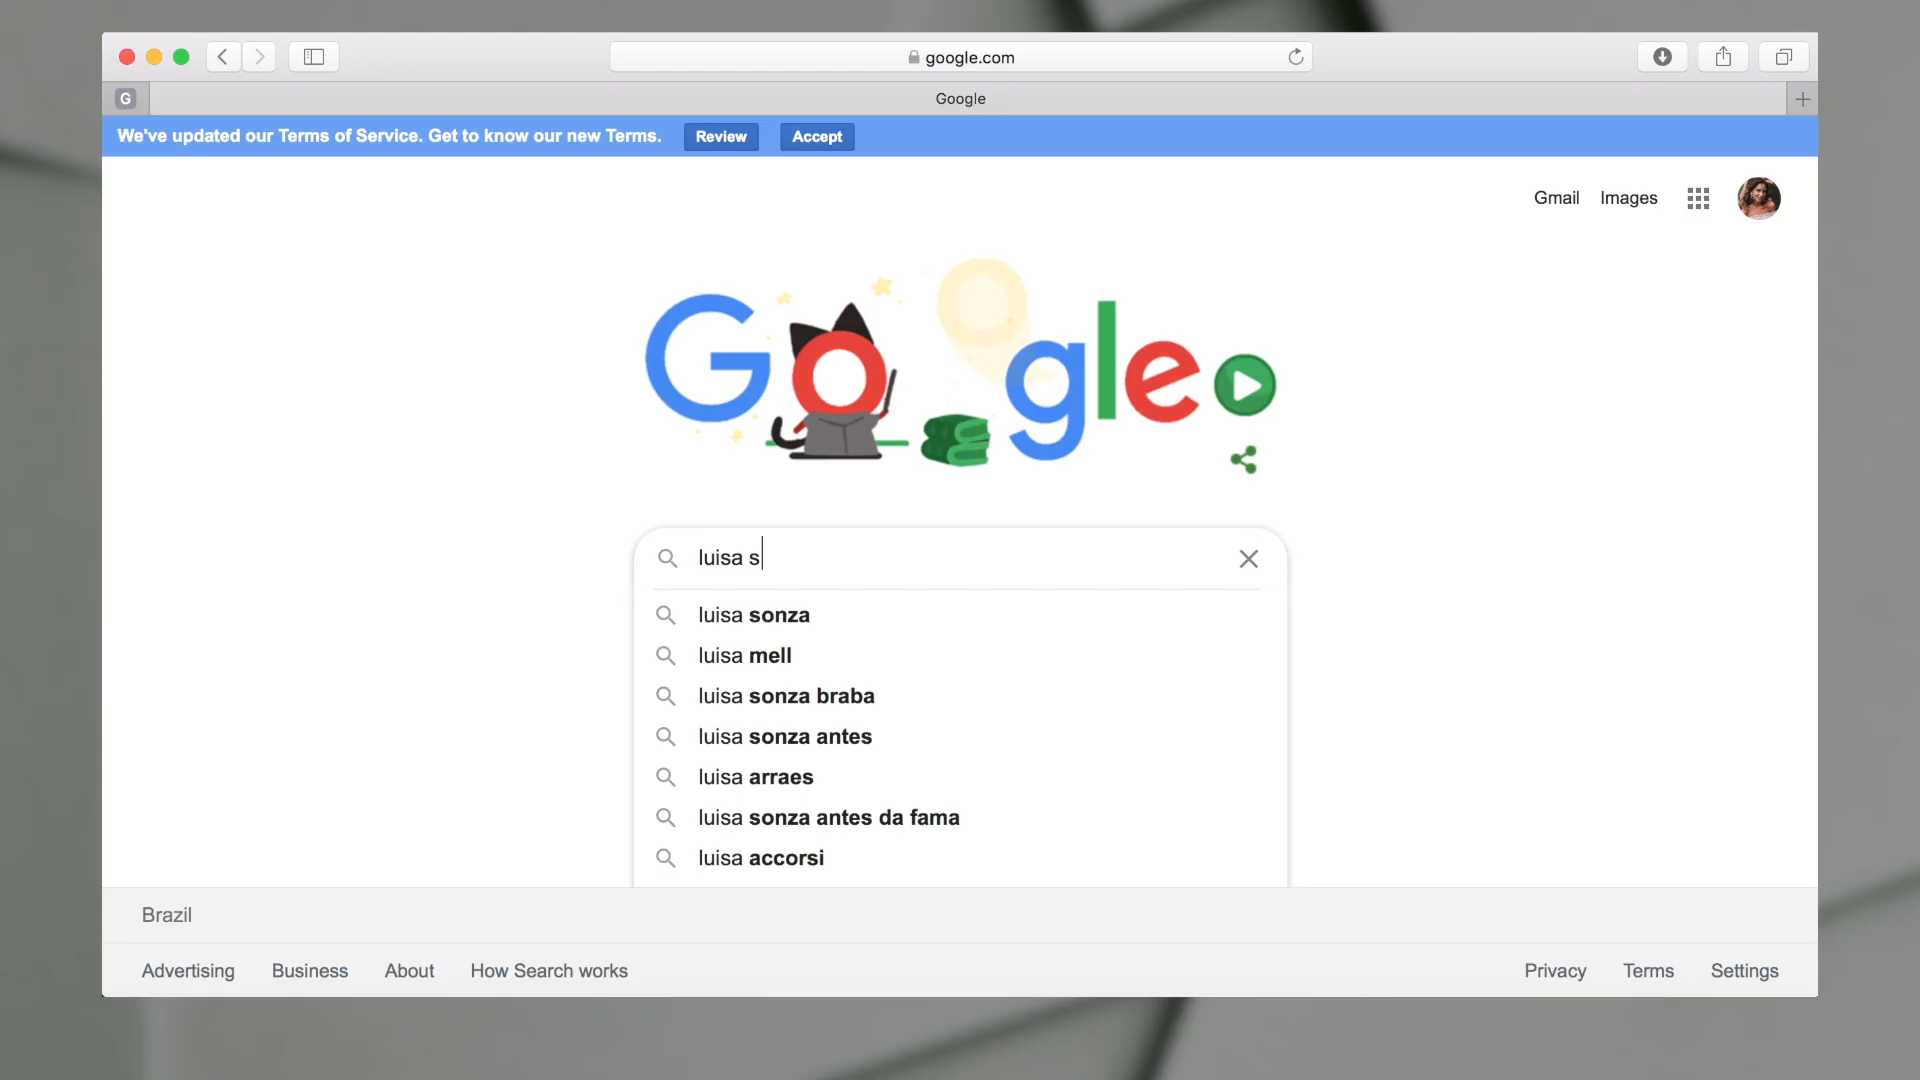 google.com
G
Google
We've updated our Terms of Service. Get to know our new Terms. Review Accept
Gmail Images
Google
luisa s
luisa sonza
luisa mell
luisa sonza braba
luisa sonza antes
luisa arraes
luisa sonza antes da fama
luisa accorsi
Brazil
Advertising Business About How Search works Privacy Terms Settings